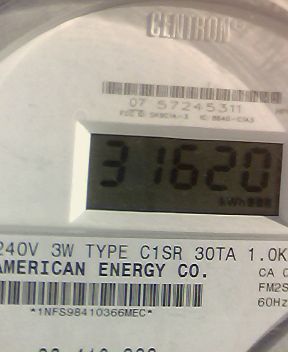 CENTRON
07 57245311
31620
kWh
240V 3W TYPE C1SR 30TA 1.0K
AMERICAN ENERGY CO.
CA 
FM2S
60Hz
*1NFS98410366MEC*